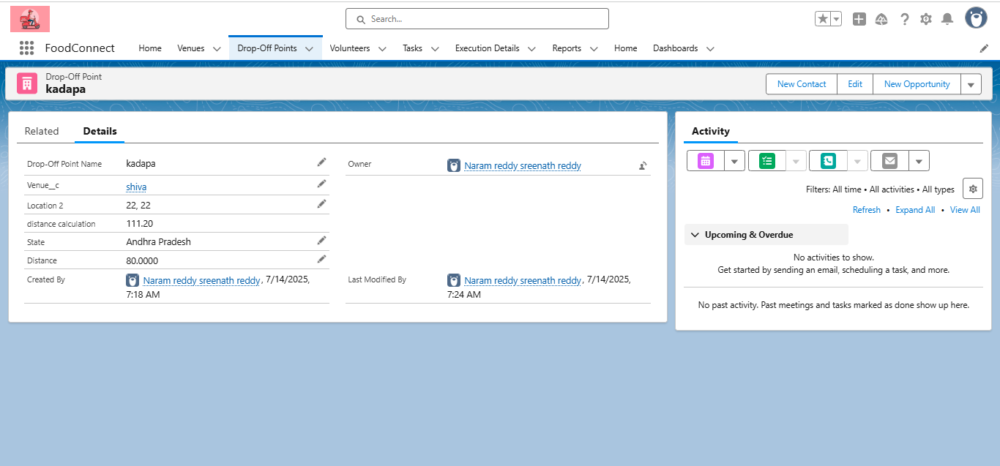 Search...
FoodConnect Home Venues Drop-Off Points Volunteers Tasks Execution Details Reports Home Dashboards
Drop-Off Point
kadapa
New Contact Edit New Opportunity
Related Details
Drop-Off Point Name kadapa
Owner Naram reddy sreenath reddy
Venue__c shiva
Location 2 22, 22
distance calculation 111.20
State Andhra Pradesh
Distance 80.0000
Created By Naram reddy sreenath reddy, 7/14/2025,
7:18 AM
Last Modified By Naram reddy sreenath reddy, 7/14/2025,
7:24 AM
Activity
Filters: All time • All activities • All types
Refresh • Expand All • View All
Upcoming & Overdue
No activities to show.
Get started by sending an email, scheduling a task, and more.
No past activity. Past meetings and tasks marked as done show up here.